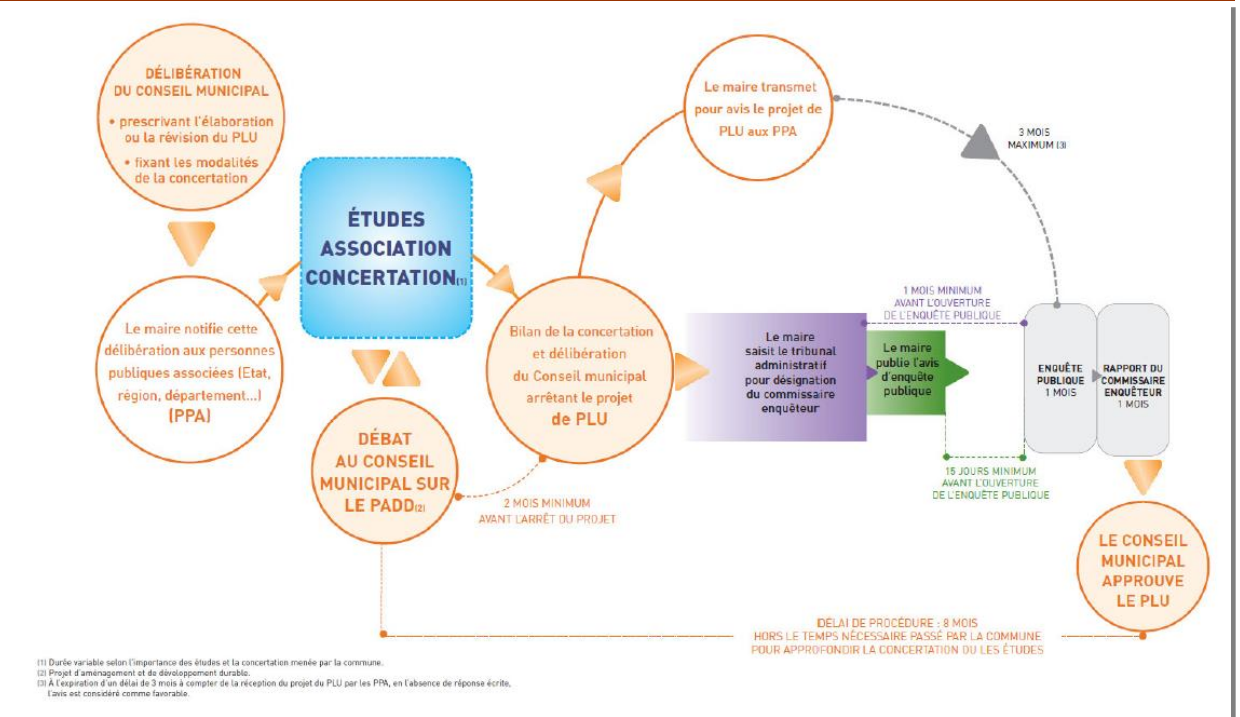 DÉLIBÉRATION
DU CONSEIL MUNICIPAL
• prescrivant l'élaboration
ou la révision du PLU
• fixant les modalités
de la concertation
Le maire notifie cette
délibération aux personnes
publiques associées (Etat,
région, département...)
(PPA)
ÉTUDES
ASSOCIATION
CONCERTATION(1)
DÉBAT
AU CONSEIL
MUNICIPAL SUR
LE PADD(2)
2 MOIS MINIMUM
AVANT L'ARRÊT DU PROJET
Bilan de la concertation
et délibération
du Conseil municipal
arrêtant le projet
de PLU
Le maire transmet
pour avis le projet de
PLU aux PPA
3 MOIS
MAXIMUM (3)
Le maire
saisit le tribunal
administratif
pour désignation
du commissaire
enquêteur
1 MOIS MINIMUM
AVANT L'OUVERTURE
DE L'ENQUÊTE PUBLIQUE
Le maire
publie l'avis
d'enquête
publique
15 JOURS MINIMUM
AVANT L'OUVERTURE
DE L'ENQUÊTE PUBLIQUE
ENQUÊTE
PUBLIQUE
1 MOIS
RAPPORT DU
COMMISSAIRE
ENQUÊTEUR
1 MOIS
LE CONSEIL
MUNICIPAL
APPROUVE
LE PLU
DÉLAI DE PROCÉDURE : 8 MOIS
HORS LE TEMPS NÉCESSAIRE PASSÉ PAR LA COMMUNE
POUR APPROFONDIR LA CONCERTATION OU LES ÉTUDES
(1) Durée variable selon l'importance des études et la concertation menée par la commune.
(2) Projet d'aménagement et de développement durable.
(3) À l'expiration d'un délai de 3 mois à compter de la réception du projet du PLU par les PPA, en l'absence de réponse écrite,
l'avis est considéré comme favorable.